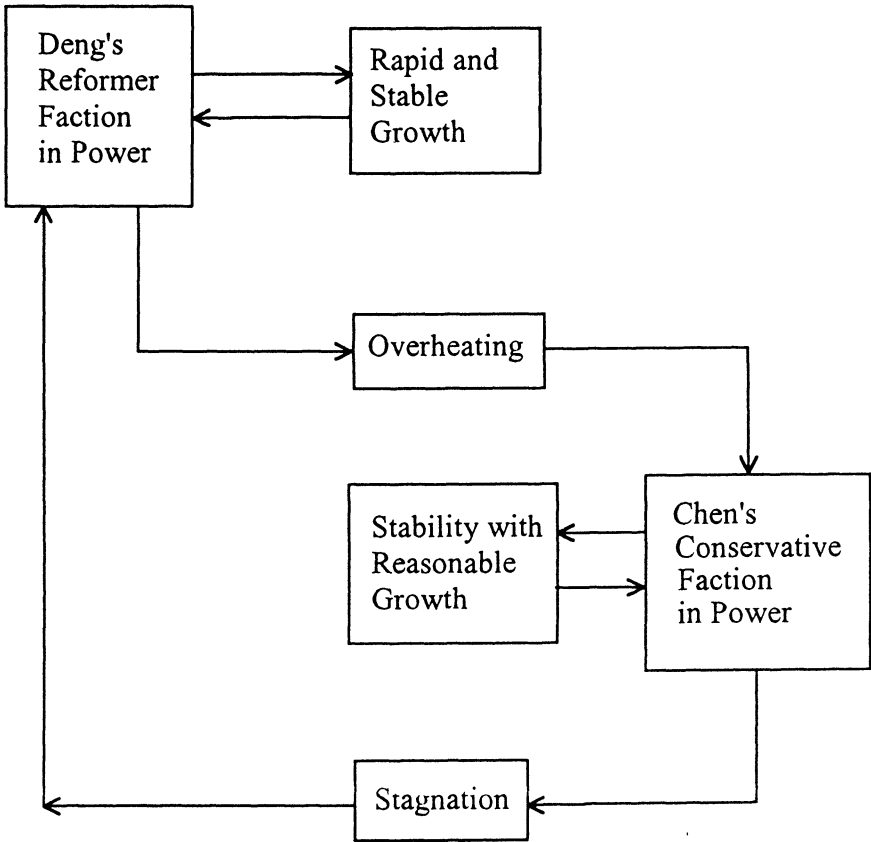 Deng's
Reformer
Faction
in Power
Rapid and
Stable
Growth
Overheating
Stability with
Reasonable
Growth
Chen's
Conservative
Faction
in Power
Stagnation